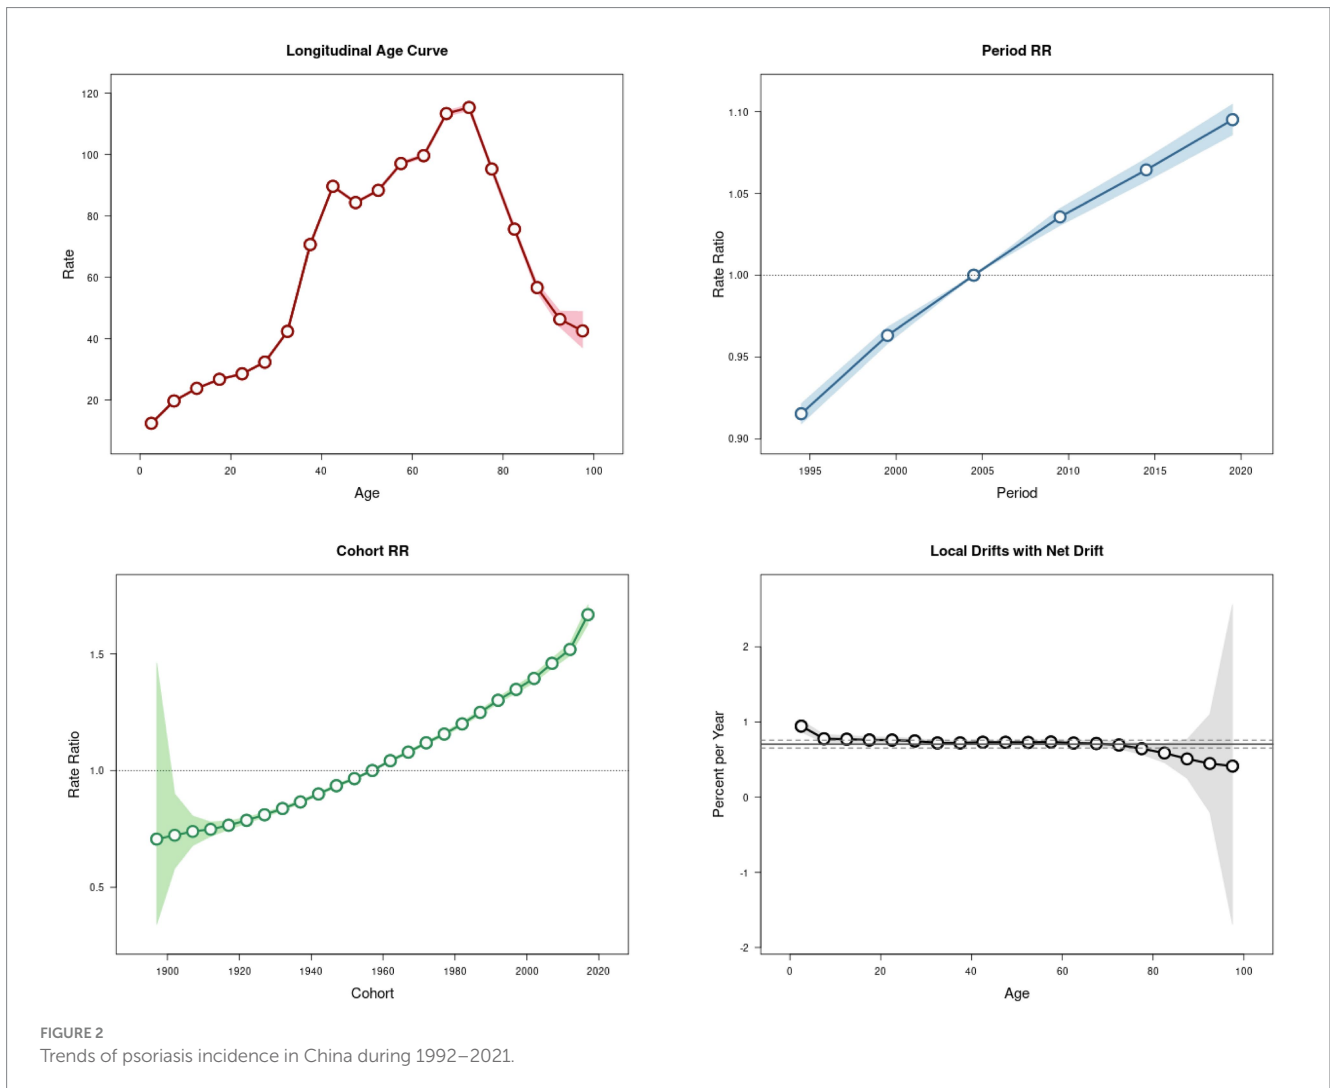 Longitudinal Age Curve
120
100
80
60
40
20
Rate
0 20 40 60 80 100
Age
Period RR
1.10
1.05
1.00
0.95
0.90
Rate Ratio
1995 2000 2005 2010 2015 2020
Period
Cohort RR
1.5
1.0
0.5
Rate Ratio
1900 1920 1940 1960 1980 2000 2020
Cohort
Local Drifts with Net Drift
2
1
0
-1
-2
Percent per Year
0 20 40 60 80 100
Age
FIGURE 2
Trends of psoriasis incidence in China during 1992–2021.